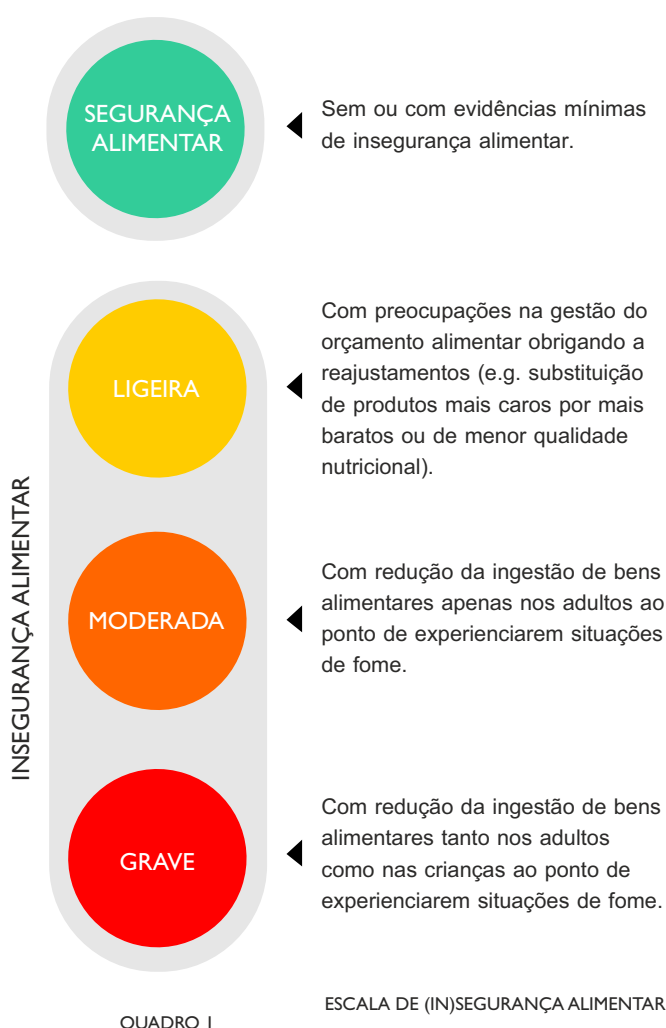 SEGURANÇA
ALIMENTAR
Sem ou com evidências mínimas
de insegurança alimentar.
INSEGURANÇA ALIMENTAR
LIGEIRA
Com preocupações na gestão do
orçamento alimentar obrigando a
reajustamentos (e.g. substituição
de produtos mais caros por mais
baratos ou de menor qualidade
nutricional).
MODERADA
Com redução da ingestão de bens
alimentares apenas nos adultos ao
ponto de experienciarem situações
de fome.
GRAVE
Com redução da ingestão de bens
alimentares tanto nos adultos
como nas crianças ao ponto de
experienciarem situações de fome.
QUADRO 1
ESCALA DE (IN)SEGURANÇA ALIMENTAR